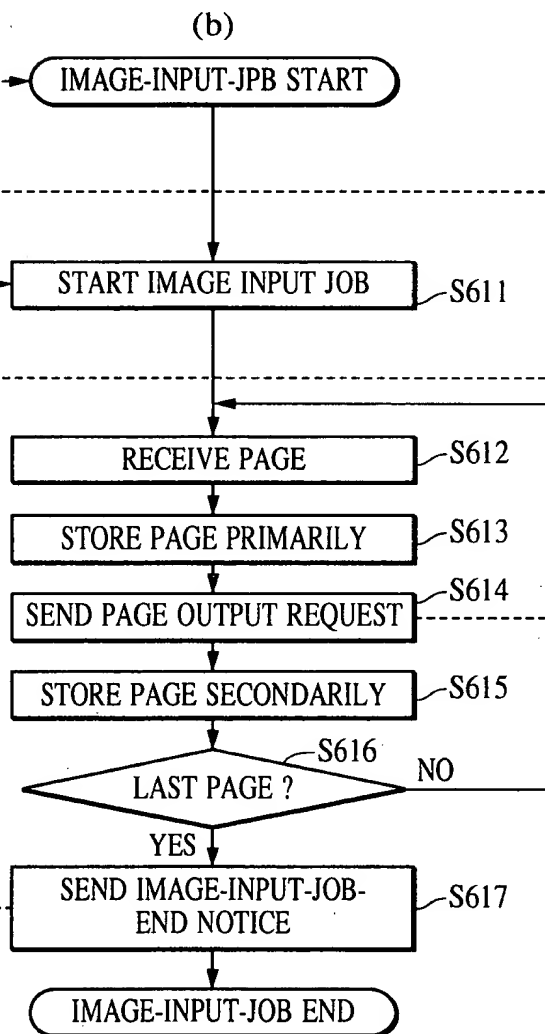 (b)
IMAGE-INPUT-JPB START
START IMAGE INPUT JOB
S611
RECEIVE PAGE
S612
STORE PAGE PRIMARILY
S613
SEND PAGE OUTPUT REQUEST
S614
STORE PAGE SECONDARILY
S615
S616
LAST PAGE ?
NO
YES
SEND IMAGE-INPUT-JOB-
END NOTICE
S617
IMAGE-INPUT-JOB END